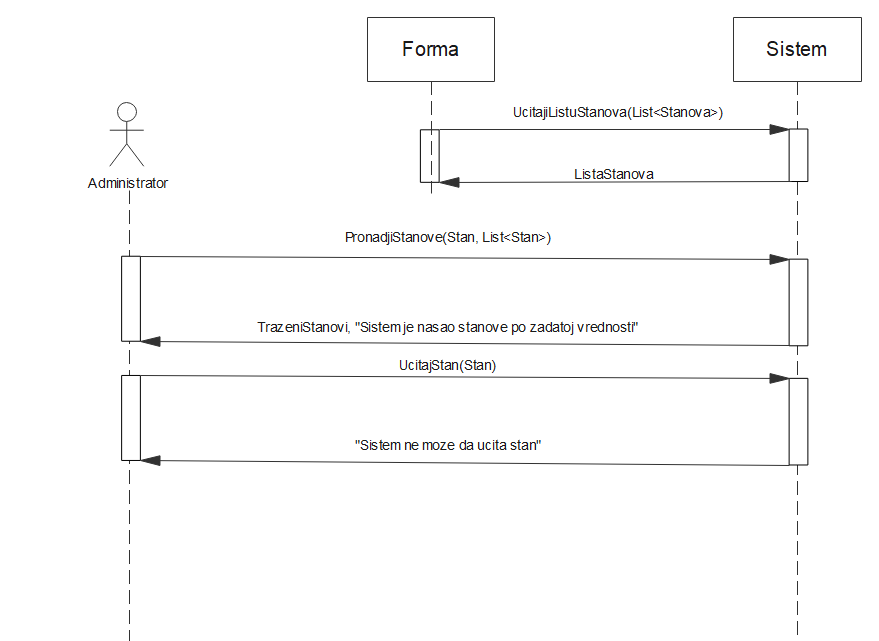 Forma
Sistem
UcitajiListuStanova(List<Stanova>)
ListaStanova
Administrator
PronadjiStanove(Stan, List<Stan>)
TrazeniStanovi, "Sistem je nasao stanove po zadatoj vrednosti"
UcitajStan(Stan)
"Sistem ne moze da ucita stan"